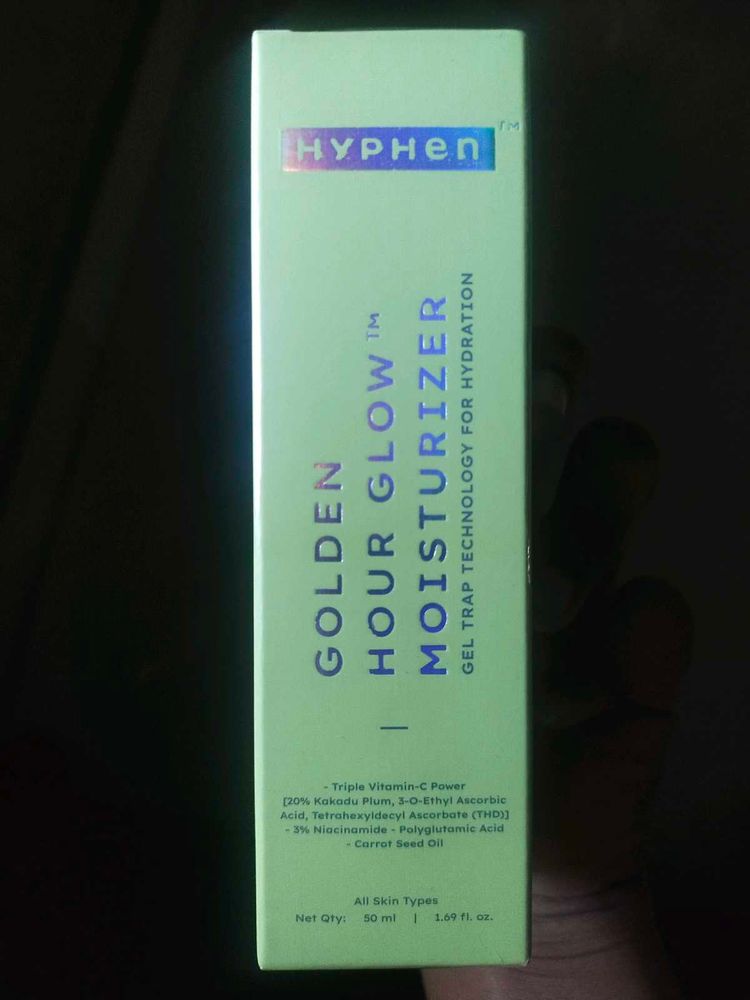 HYPHen™
GOLDEN
HOUR GLOW™
MOISTURIZER
GEL TRAP TECHNOLOGY FOR HYDRATION
- Triple Vitamin-C Power
[20% Kakadu Plum, 3-O-Ethyl Ascorbic
Acid, Tetrahexyldecyl Ascorbate (THD)]
- 3% Niacinamide - Polyglutamic Acid
- Carrot Seed Oil
All Skin Types
Net Qty: 50 ml | 1.69 fl. oz.